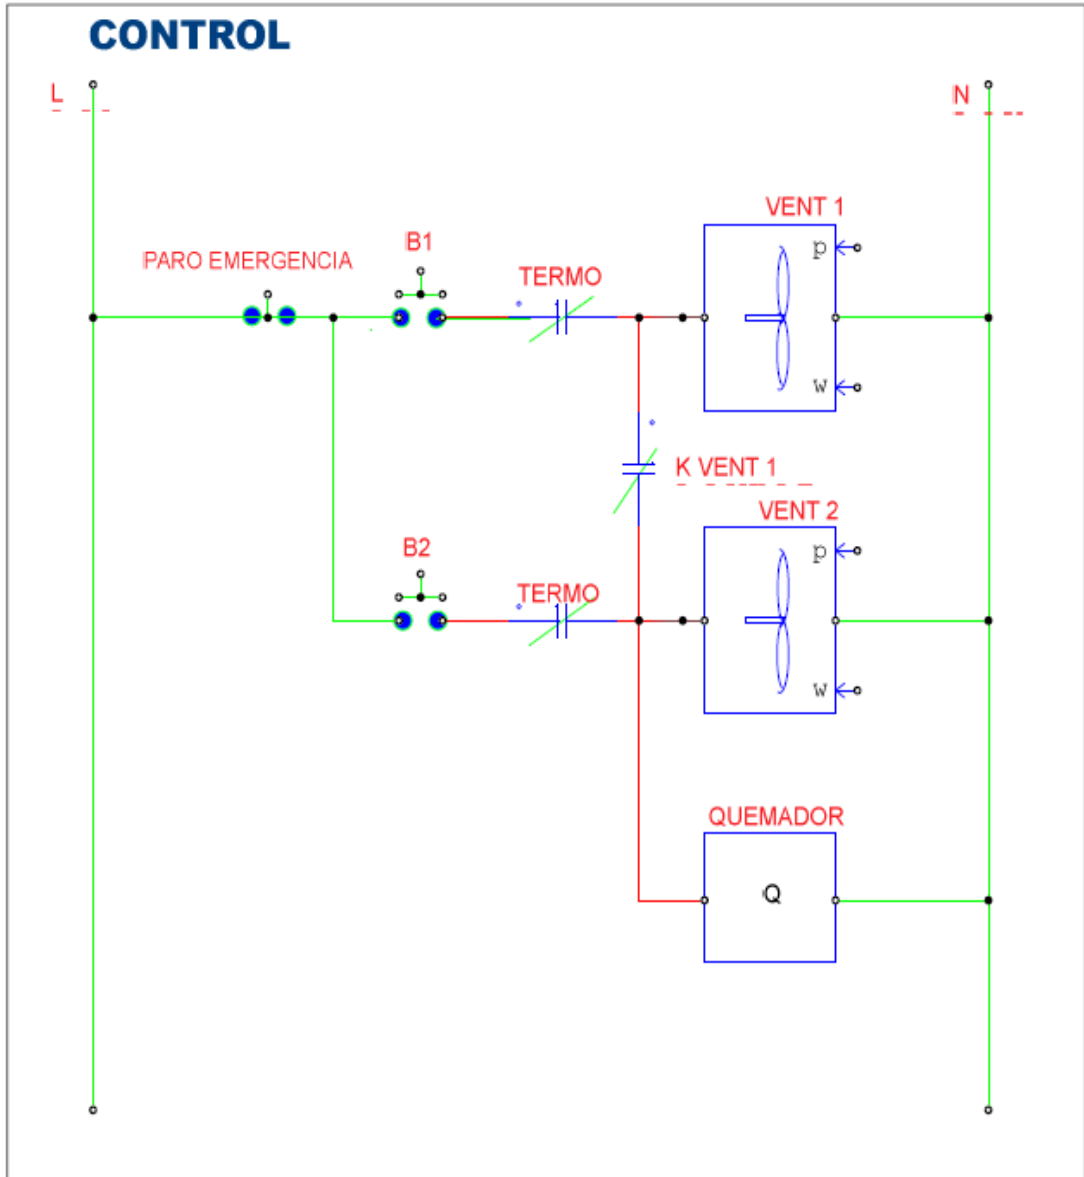 CONTROL
L
N
VENT 1
p
B1
PARO EMERGENCIA
TERMO
w
K VENT 1
VENT 2
B2
p
TERMO
w
QUEMADOR
Q